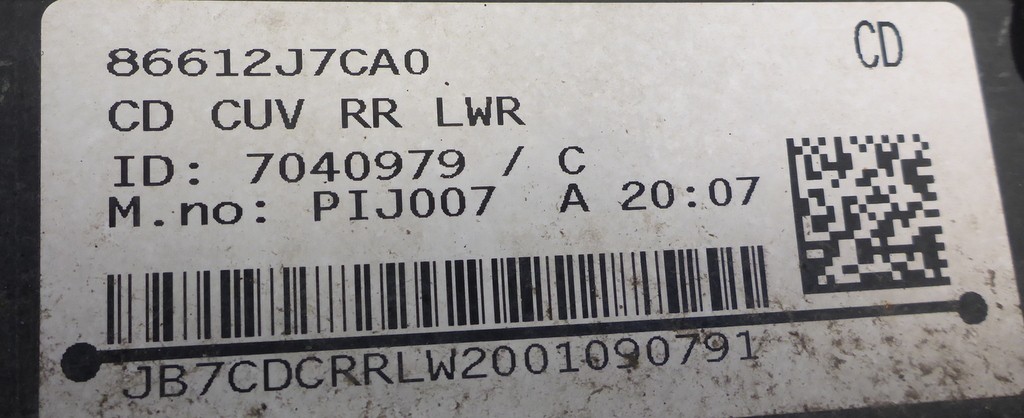 86612J7CA0
CD
CD CUV RR LWR
ID: 7040979 / C
M.no: PIJ007 A 20:07
JB7CDCRRLW2001090791